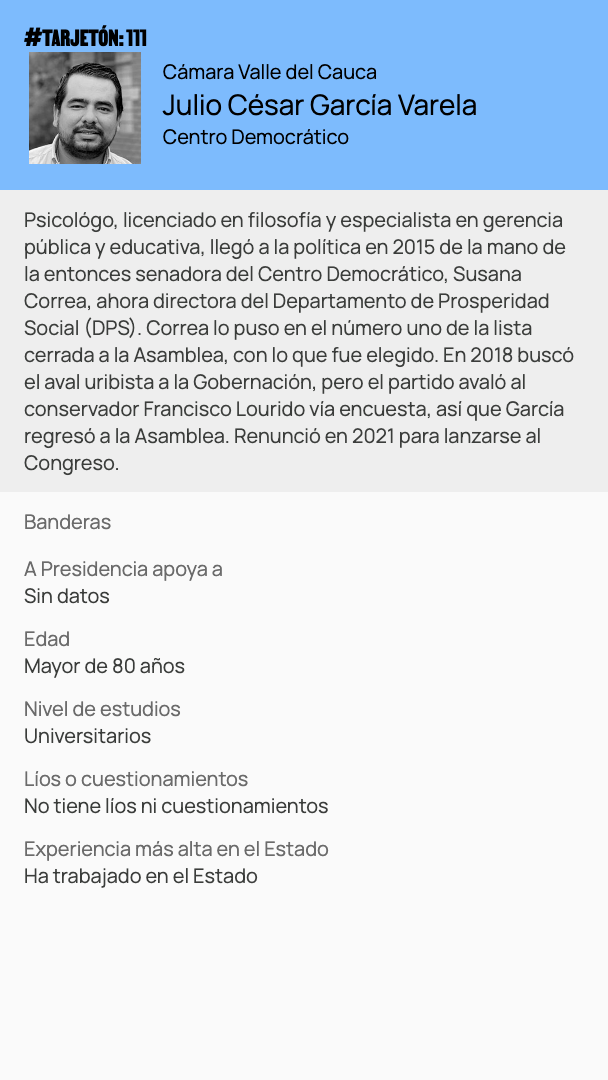 #TARJETÓN: 111
Cámara Valle del Cauca
Julio César García Varela
Centro Democrático
Psicológo, licenciado en filosofía y especialista en gerencia
pública y educativa, llegó a la política en 2015 de la mano de
la entonces senadora del Centro Democrático, Susana
Correa, ahora directora del Departamento de Prosperidad
Social (DPS). Correa lo puso en el número uno de la lista
cerrada a la Asamblea, con lo que fue elegido. En 2018 buscó
el aval uribista a la Gobernación, pero el partido avaló al
conservador Francisco Lourido vía encuesta, así que García
regresó a la Asamblea. Renunció en 2021 para lanzarse al
Congreso.
Banderas
A Presidencia apoya a
Sin datos
Edad
Mayor de 80 años
Nivel de estudios
Universitarios
Líos o cuestionamientos
No tiene líos ni cuestionamientos
Experiencia más alta en el Estado
Ha trabajado en el Estado